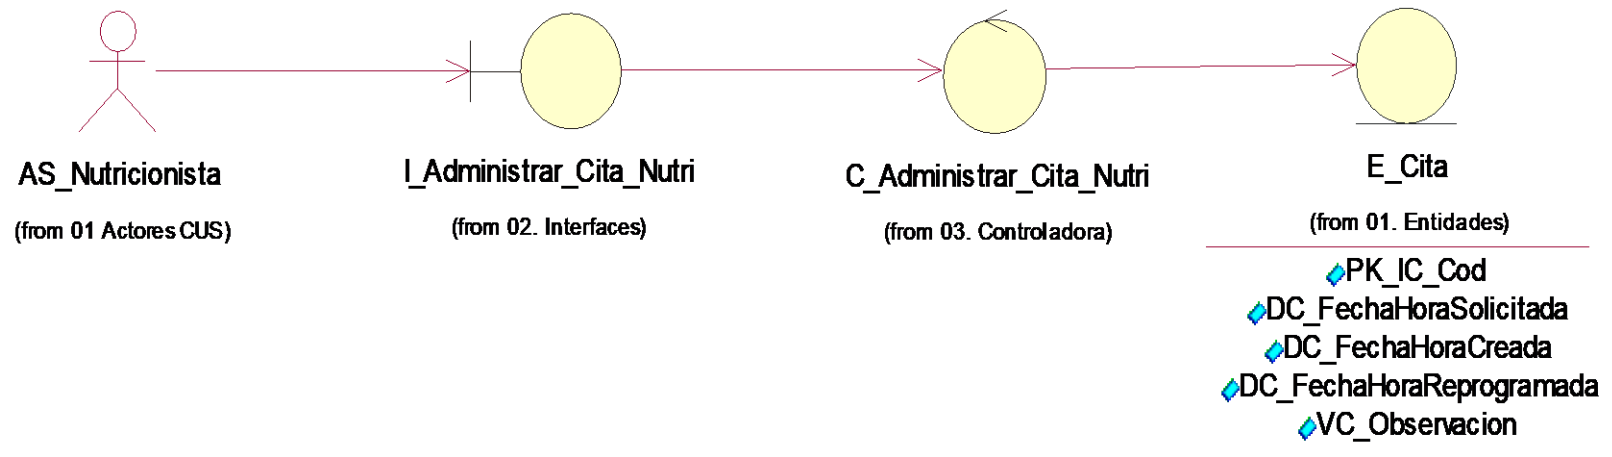 AS_Nutricionista
(from 01 Actores CUS)
I_Administrar_Cita_Nutri
(from 02. Interfaces)
C_Administrar_Cita_Nutri
(from 03. Controladora)
E_Cita
(from 01. Entidades)
PK_IC_Cod
DC_FechaHoraSolicitada
DC_FechaHoraCreada
DC_FechaHoraReprogramada
VC_Observacion